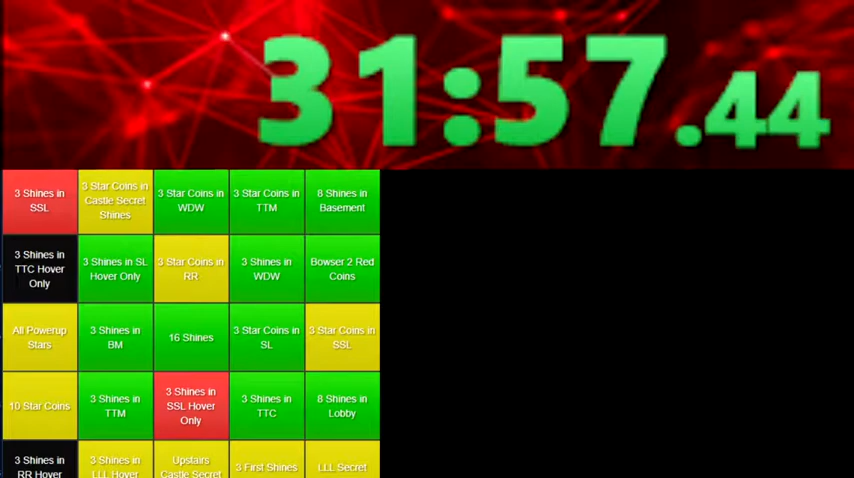 31:57.44
3 Shines in
SSL
3 Star Coins in
Castle Secret
Shines
3 Star Coins in
WDW
3 Star Coins in
TTM
8 Shines in
Basement
3 Shines in
TTC Hover
Only
3 Shines in SL
Hover Only
3 Star Coins in
RR
3 Shines in
WDW
Bowser 2 Red
Coins
All Powerup
Stars
3 Shines in
BM
16 Shines
3 Star Coins in
SL
3 Star Coins in
SSL
10 Star Coins
3 Shines in
TTM
3 Shines in
SSL Hover
Only
3 Shines in
TTC
8 Shines in
Lobby
3 Shines in
RR Hover
3 Shines in
LLL Hover
Upstairs
Castle Secret
3 First Shines
LLL Secret